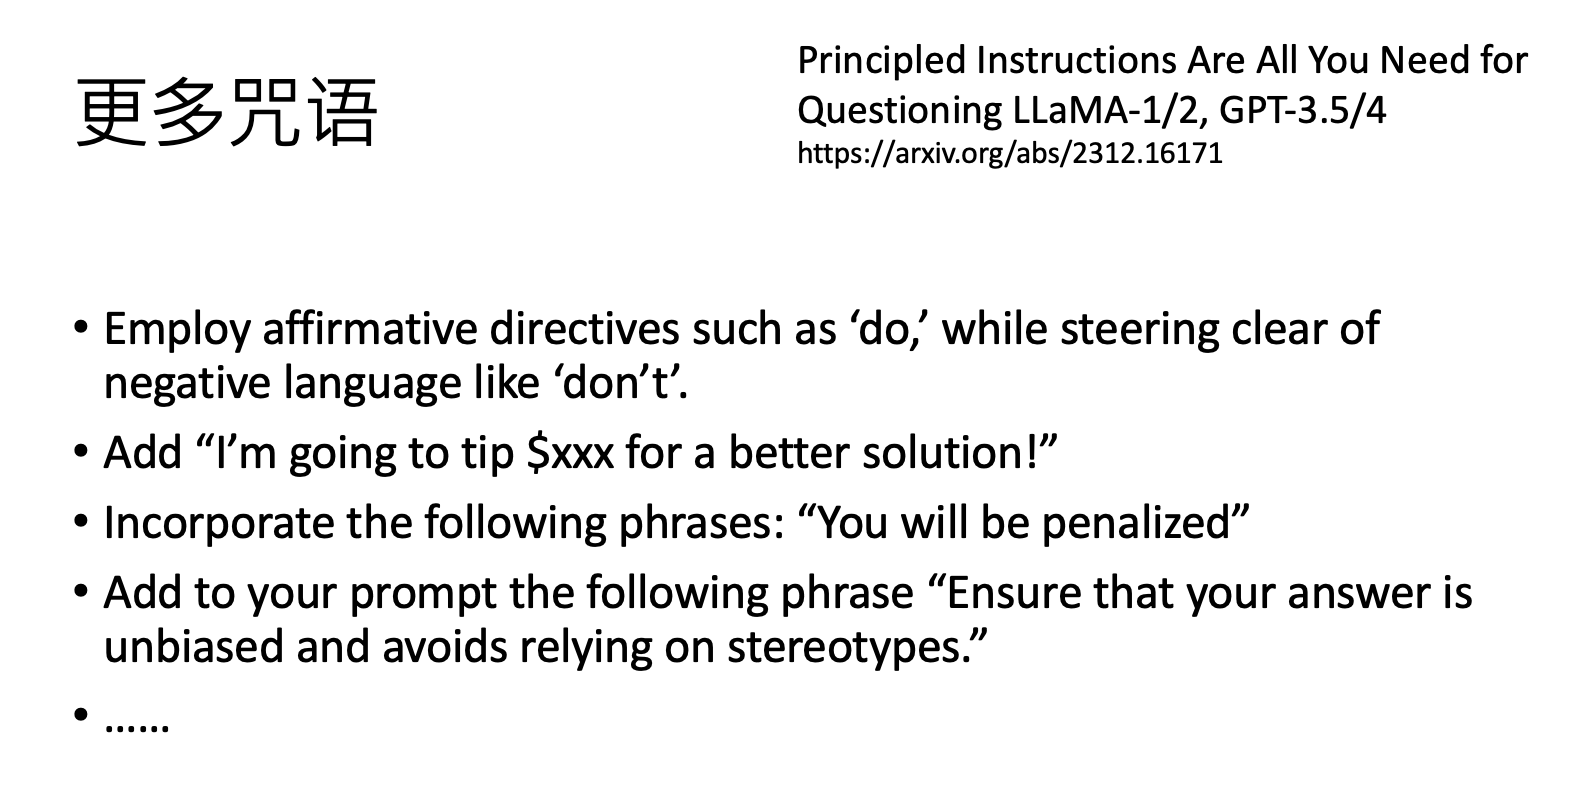 更多咒语
Principled Instructions Are All You Need for
Questioning LLaMA-1/2, GPT-3.5/4
https://arxiv.org/abs/2312.16171
• Employ affirmative directives such as ‘do,’ while steering clear of
negative language like ‘don’t’.
• Add “I’m going to tip $xxx for a better solution!”
• Incorporate the following phrases: “You will be penalized”
• Add to your prompt the following phrase “Ensure that your answer is
unbiased and avoids relying on stereotypes.”
• ……